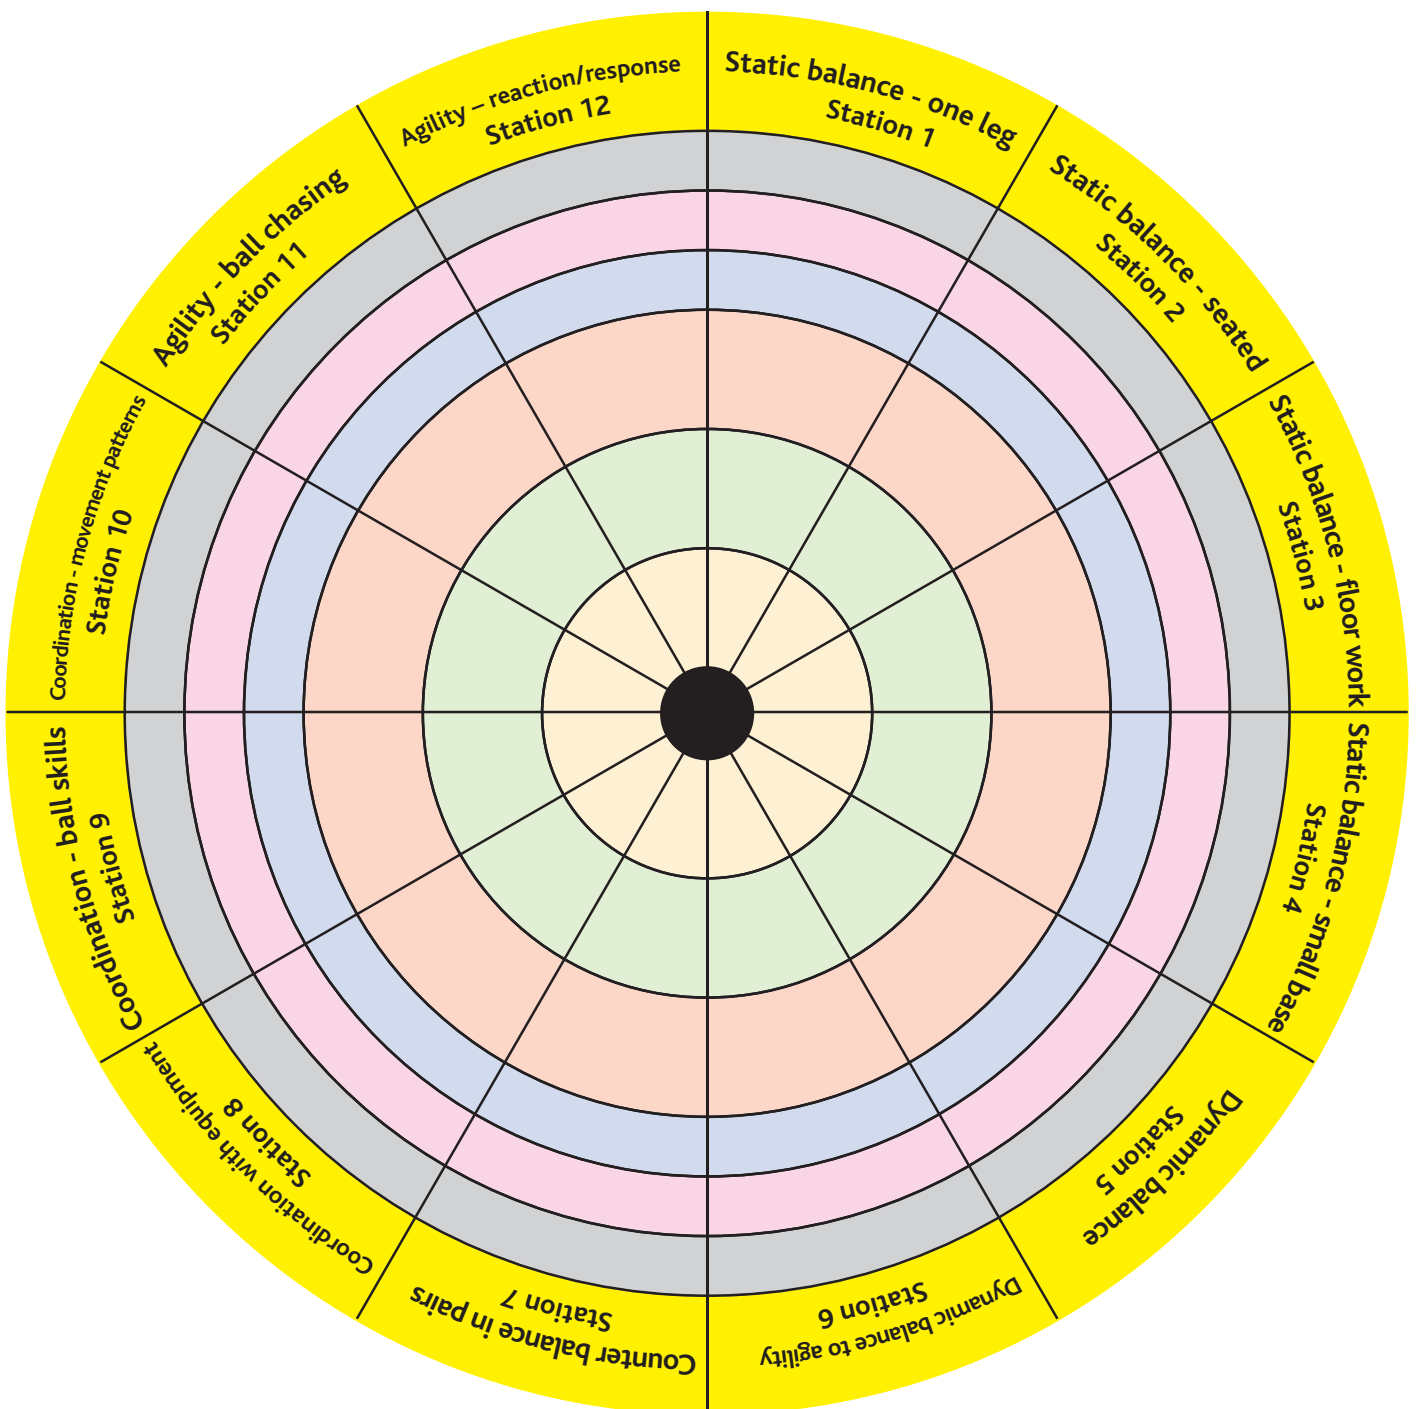 Static balance - one leg
Station 1
Static balance - seated
Station 2
Static balance - floor work
Station 3
Static balance - small base
Station 4
Dynamic balance
Station 5
Dynamic balance to agility
Station 6
Counter balance in pairs
Station 7
Coordination with equipment
Station 8
Coordination - ball skills
Station 9
Coordination - movement patterns
Station 10
Agility - ball chasing
Station 11
Agility – reaction/response
Station 12